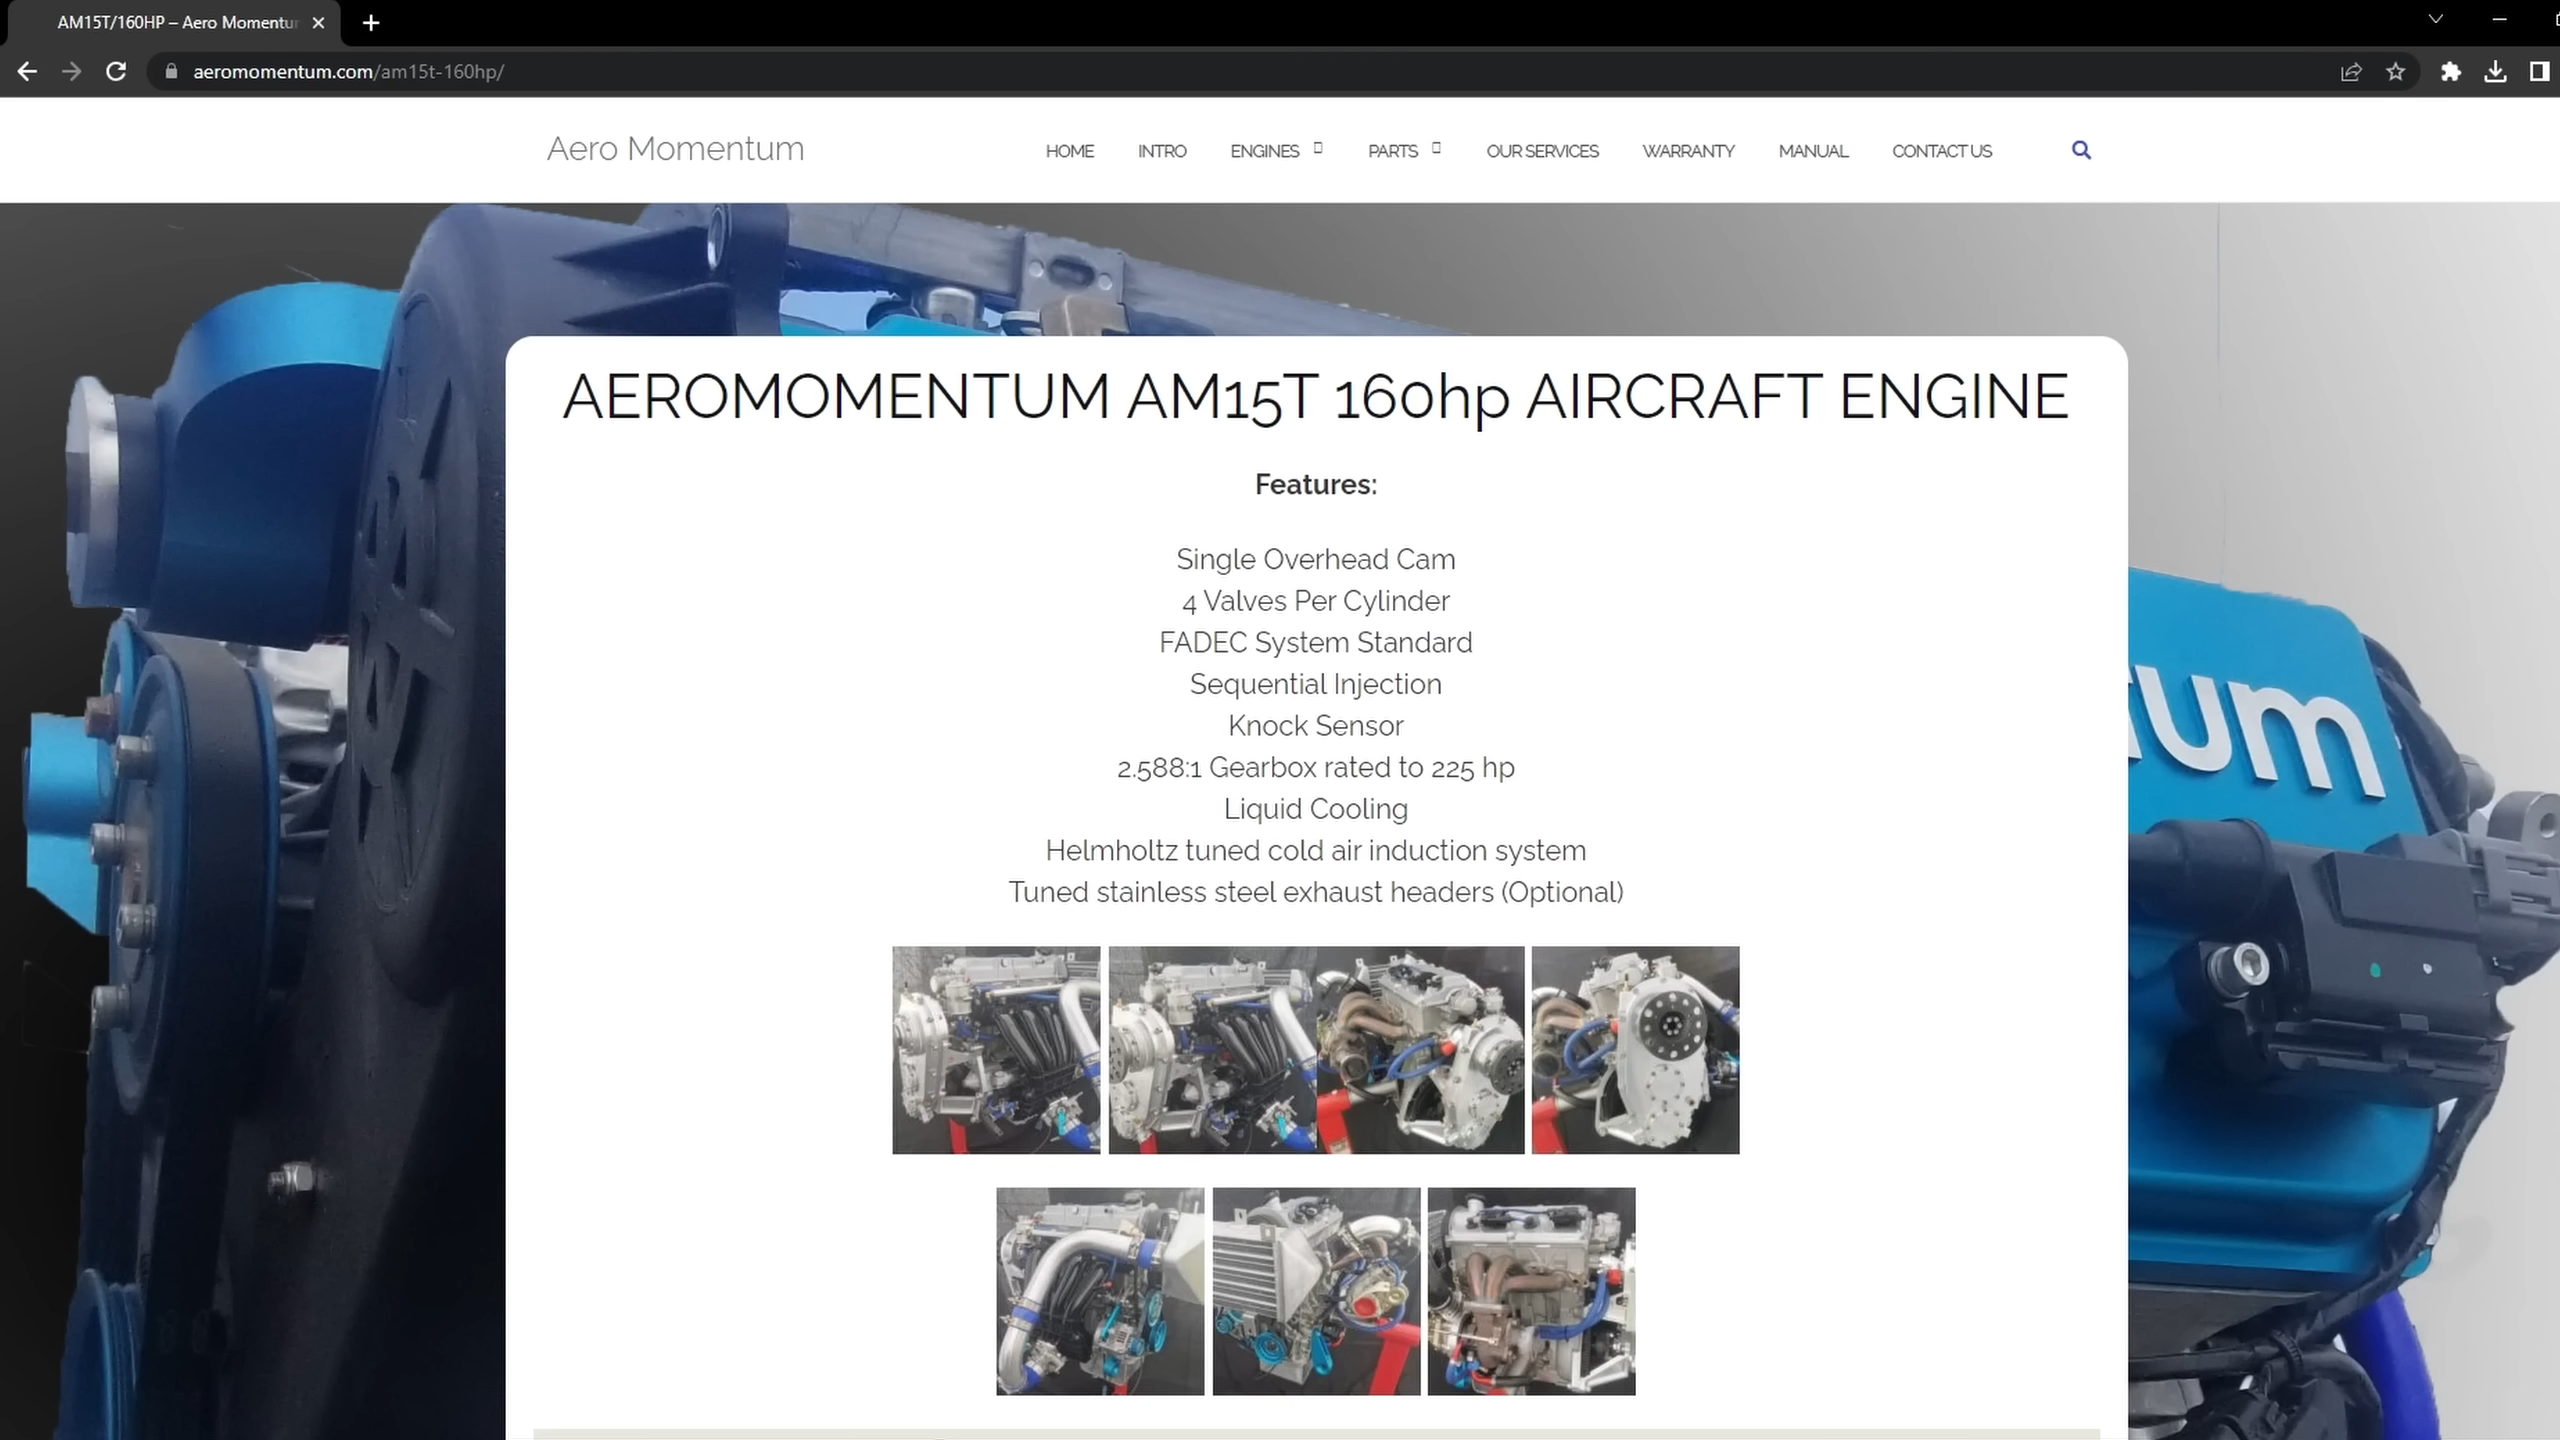 AM15T/160HP – Aero Momentu
aeromomentum.com/am15t-160hp/
Aero Momentum
HOME INTRO ENGINES PARTS OUR SERVICES WARRANTY MANUAL CONTACT US
AEROMOMENTUM AM15T 160hp AIRCRAFT ENGINE
Features:
Single Overhead Cam
4 Valves Per Cylinder
FADEC System Standard
Sequential Injection
Knock Sensor
2.588:1 Gearbox rated to 225 hp
Liquid Cooling
Helmholtz tuned cold air induction system
Tuned stainless steel exhaust headers (Optional)
um